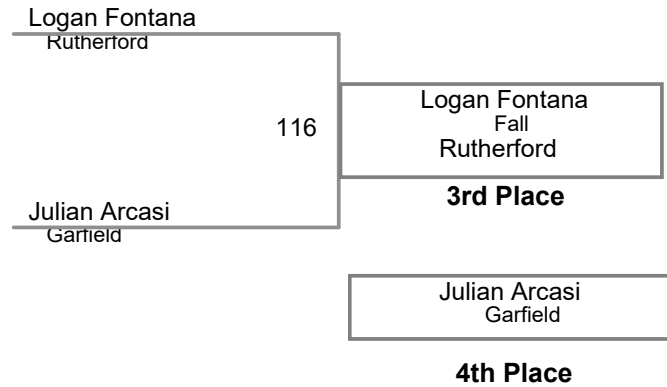 Logan Fontana
Rutherford
116
Logan Fontana
Fall
Rutherford
3rd Place
Julian Arcasi
Garfield
Julian Arcasi
Garfield
4th Place